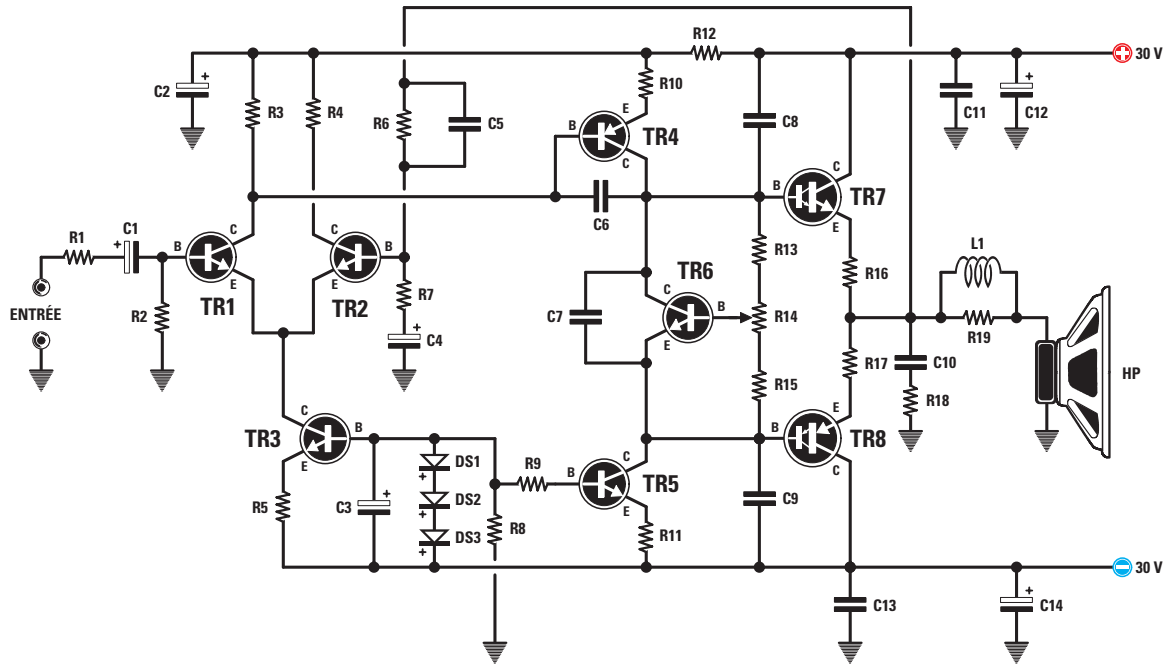 R12
30 V
C2
+
R3
R4
R6
C5
R10
E
B
TR4
C
C8
C11
+
C12
C6
B
C
TR7
E
R1
+
C1
B
C
E
TR1
C
B
E
TR2
R7
+
C4
R13
R16
L1
ENTRÉE
R2
C7
TR6
C
B
E
R14
R19
HP
R15
R17
C10
R18
TR3
C
B
E
DS1
+
DS2
+
DS3
+
R9
B
C
TR5
E
B
E
TR8
C
R5
C3
+
R8
R11
C9
30 V
C13
+
C14